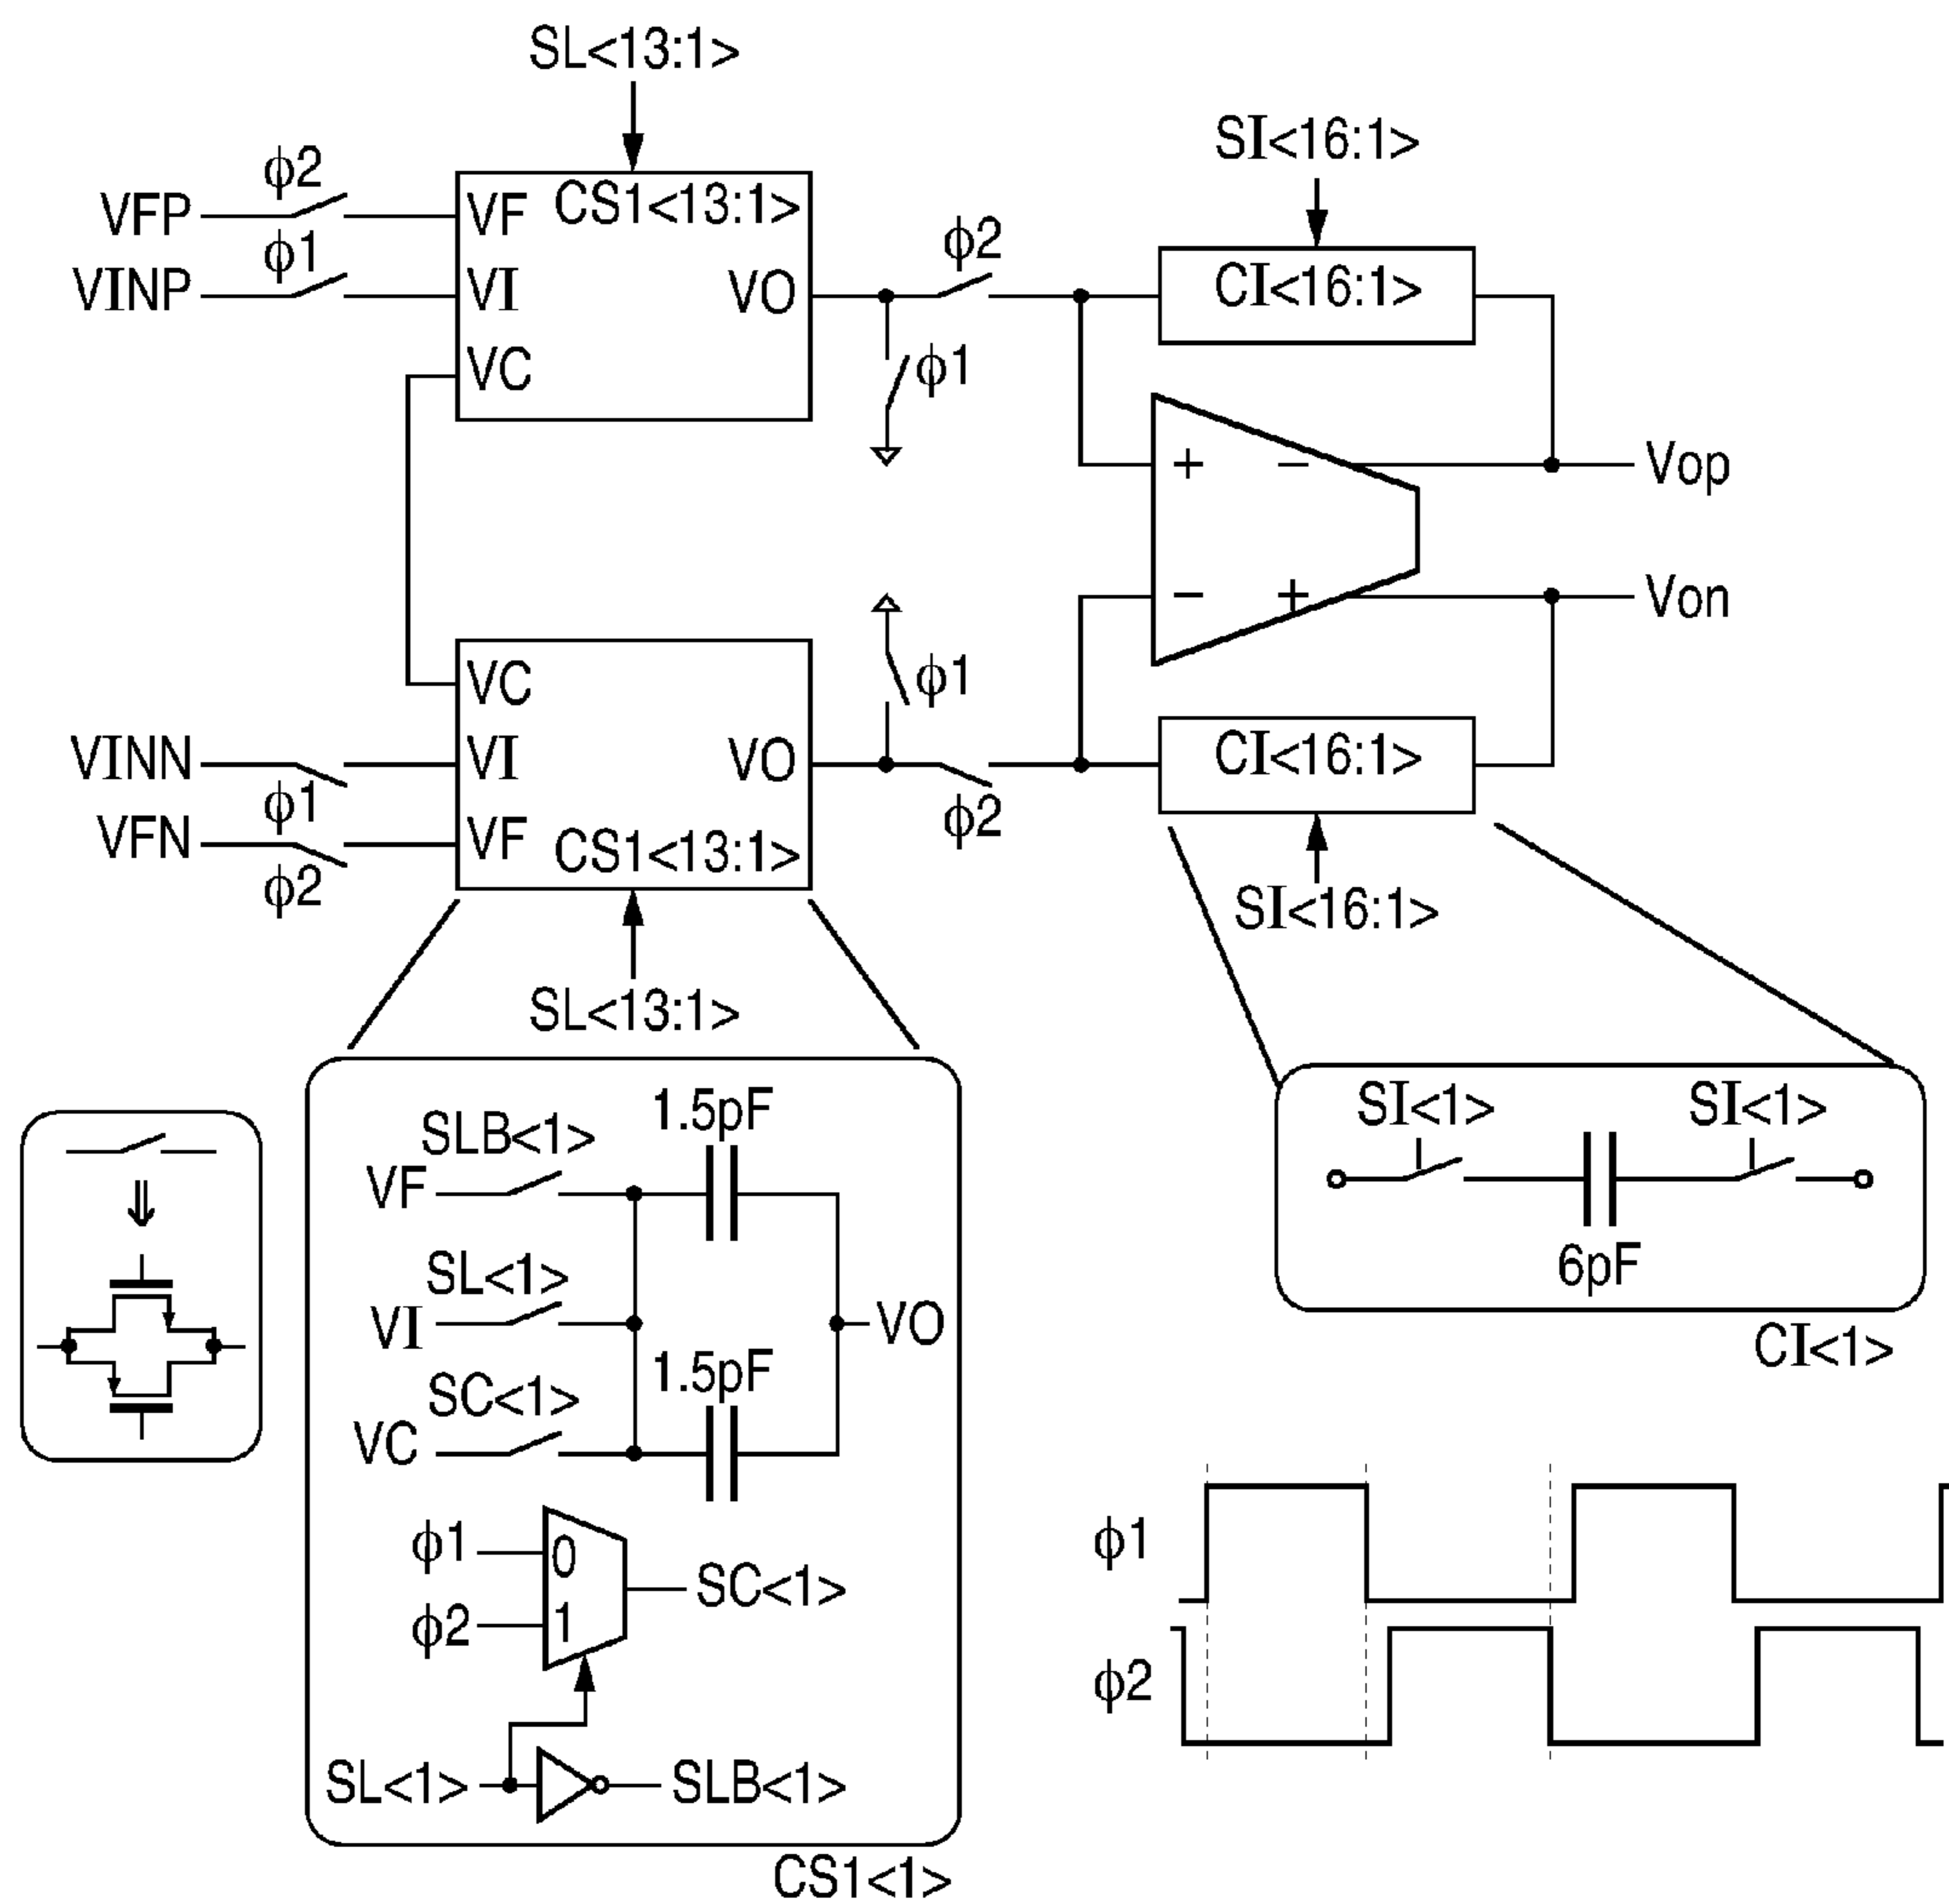 SL<13:1>
SI<16:1>
ϕ2
VFP
VF
CS1<13:1>
ϕ1
VINP
VI
VO
ϕ2
CI<16:1>
VC
ϕ1
+
−
Vop
−
+
Von
VC
ϕ1
VINN
VI
VO
CI<16:1>
ϕ1
ϕ2
VFN
VF
CS1<13:1>
ϕ2
SI<16:1>
SL<13:1>
1.5pF
SLB<1>
VF
SL<1>
VI
VO
1.5pF
SC<1>
VC
ϕ1
0
SC<1>
ϕ2
1
SL<1>
SLB<1>
CS1<1>
SI<1>
SI<1>
6pF
CI<1>
ϕ1
ϕ2